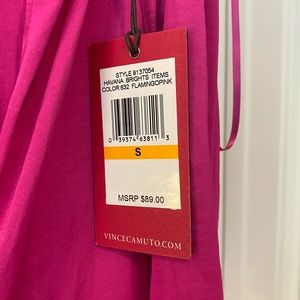 STYLE 9137054
HAVANA BRIGHTS ITEMS
COLOR:632 FLAMINGOPINK
0 39374 63811 3
S
MSRP $89.00
VINCECAMUTO.COM